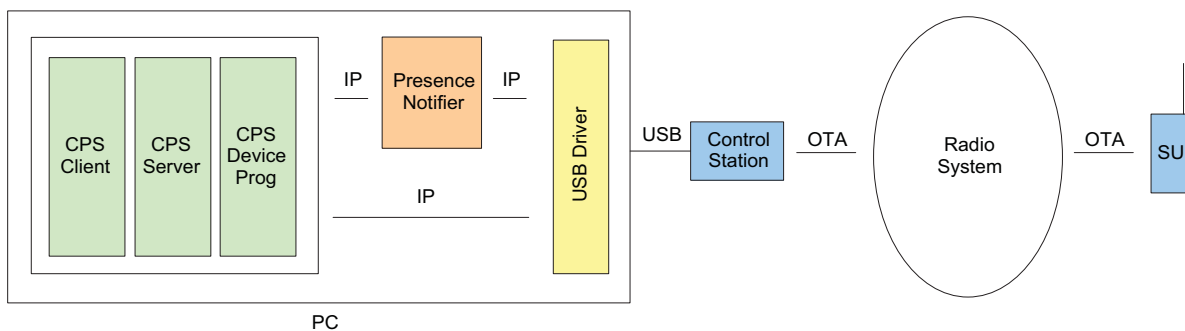 CPS
Client
CPS
Server
CPS
Device
Prog
IP
Presence
Notifier
IP
IP
USB Driver
USB
Control
Station
OTA
Radio
System
OTA
SU
PC